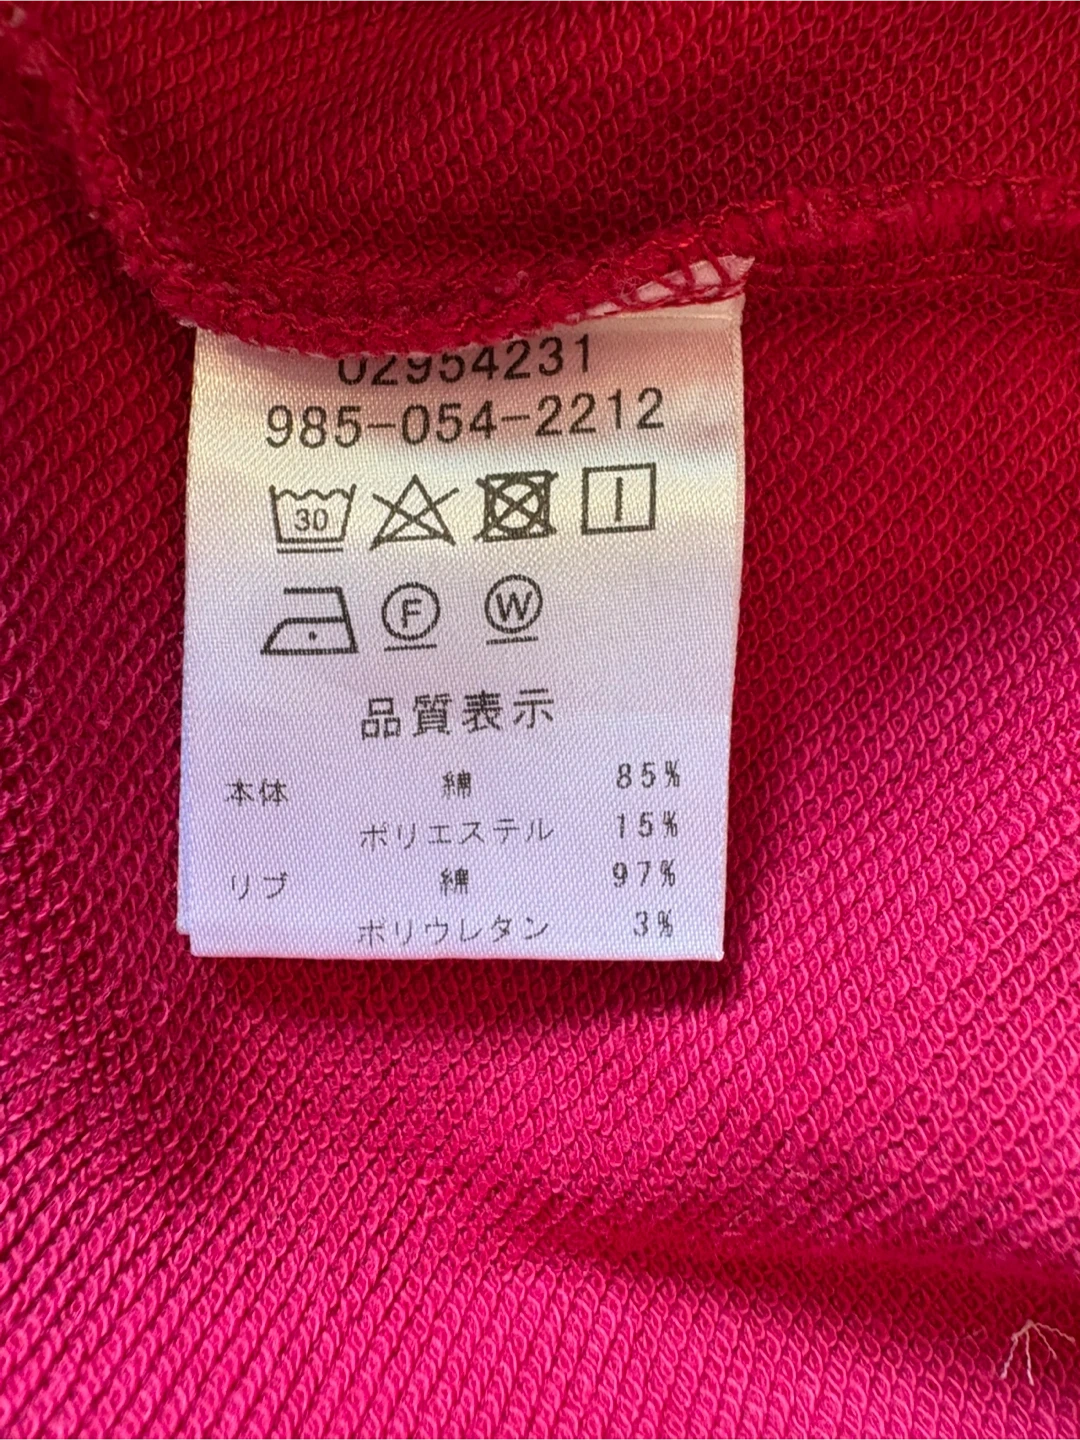 02954231
985-054-2212
30
F W
品質表示
本体 綿 85%
ポリエステル 15%
リブ 綿 97%
ポリウレタン 3%